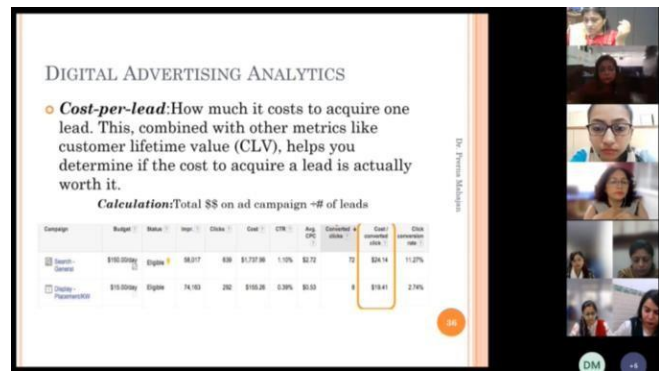 DIGITAL ADVERTISING ANALYTICS
Cost-per-lead:How much it costs to acquire one
lead. This, combined with other metrics like
customer lifetime value (CLV), helps you
determine if the cost to acquire a lead is actually
worth it.
Calculation:Total $$ on ad campaign ÷# of leads
Campaign Budget Status Impr. Clicks Cost CTR Avg. CPC Converted clicks Cost / converted click Click conversion rate
Search - General $150.00/day Eligible 58,017 639 $1,737.98 1.10% $2.72 72 $24.14 11.27%
Display - $15.00/day Eligible 74,163 292 $155.26 0.39% $0.53 8 $19.41 2.74%
Dr. Preena Mahajan
36
DM
+5